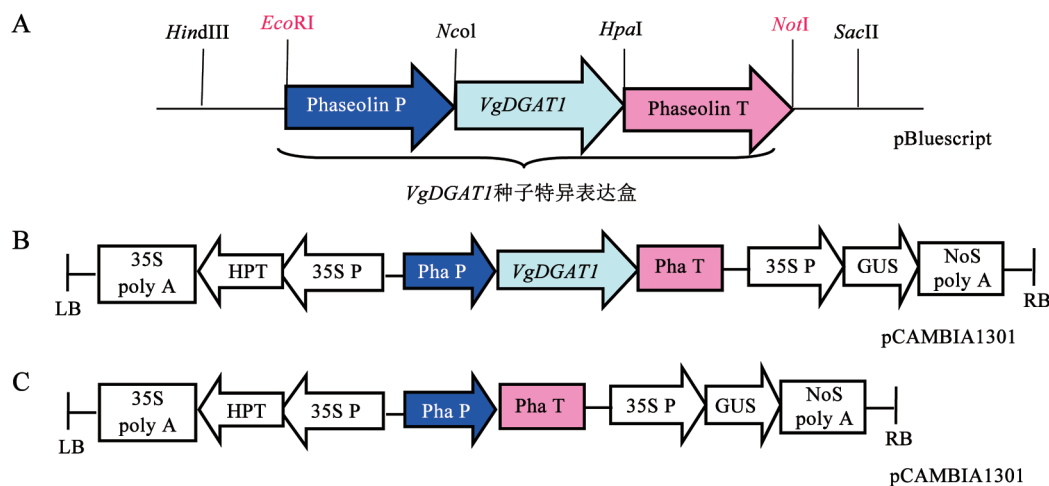 A
HindIII EcoRI Ncol HpaI NotI SacII
Phaseolin P VgDGAT1 Phaseolin T
pBluescript
VgDGAT1种子特异表达盒
B
35S poly A HPT 35S P Pha P VgDGAT1 Pha T 35S P GUS NoS poly A
LB RB
pCAMBIA1301
C
35S poly A HPT 35S P Pha P Pha T 35S P GUS NoS poly A
LB RB
pCAMBIA1301